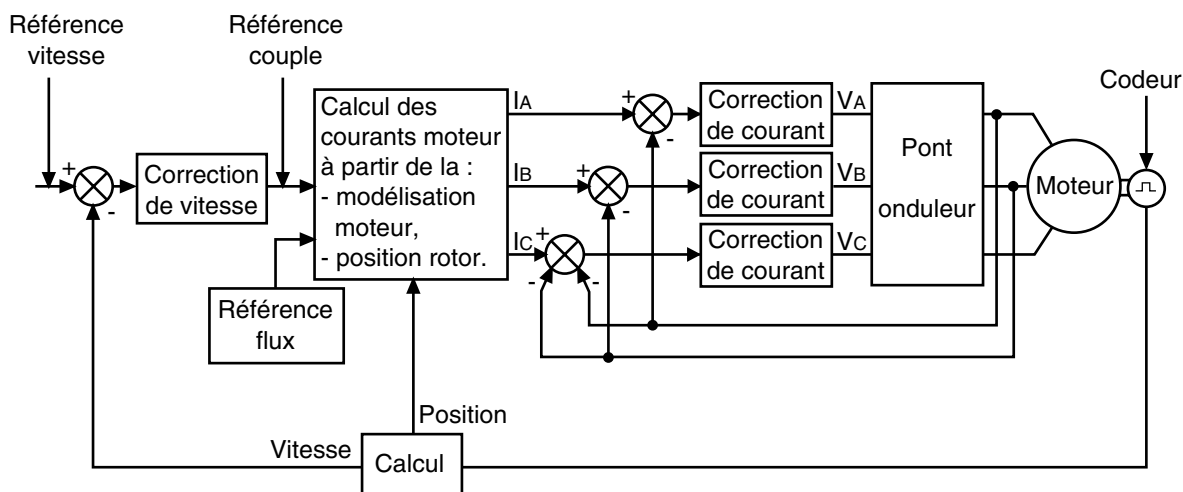 Référence
vitesse
Référence
couple
Codeur
+
-
Correction
de vitesse
Calcul des
courants moteur
à partir de la :
- modélisation
moteur,
- position rotor.
Référence
flux
IA
IB
IC
+
-
+
-
+
-
-
Correction
de courant
Correction
de courant
Correction
de courant
VA
VB
VC
Pont
onduleur
Moteur
Position
Vitesse
Calcul